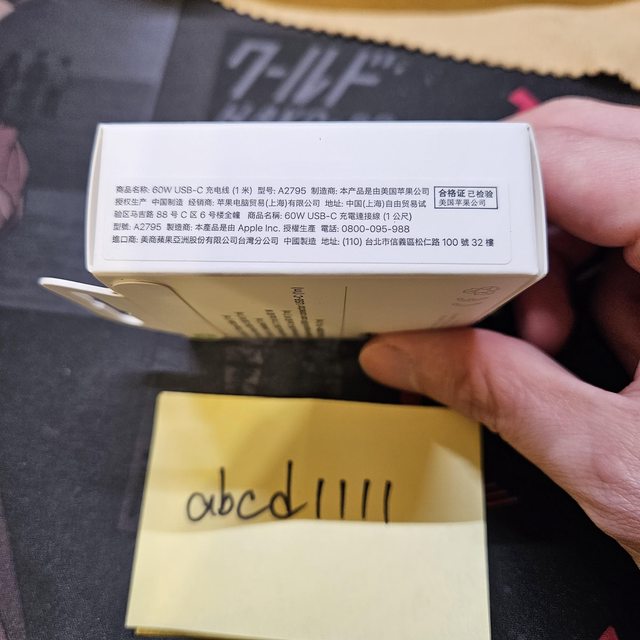 ワールド
商品名称: 60W USB-C 充电线 (1 米) 型号: A2795 制造商: 本产品是由美国苹果公司
授权生产 中国制造 经销商: 苹果电脑贸易(上海)有限公司 地址: 中国(上海)自由贸易试
验区马吉路 88 号 C 区 6 号楼全幢 商品名稱: 60W USB-C 充電連接線 (1 公尺)
型號: A2795 製造商: 本產品是由 Apple Inc. 授權生產 電話: 0800-095-988
進口商: 美商蘋果亞洲股份有限公司台灣分公司 中國製造 地址: (110) 台北市信義區松仁路 100 號 32 樓
合格证 已检验
美国苹果公司
abcd1111